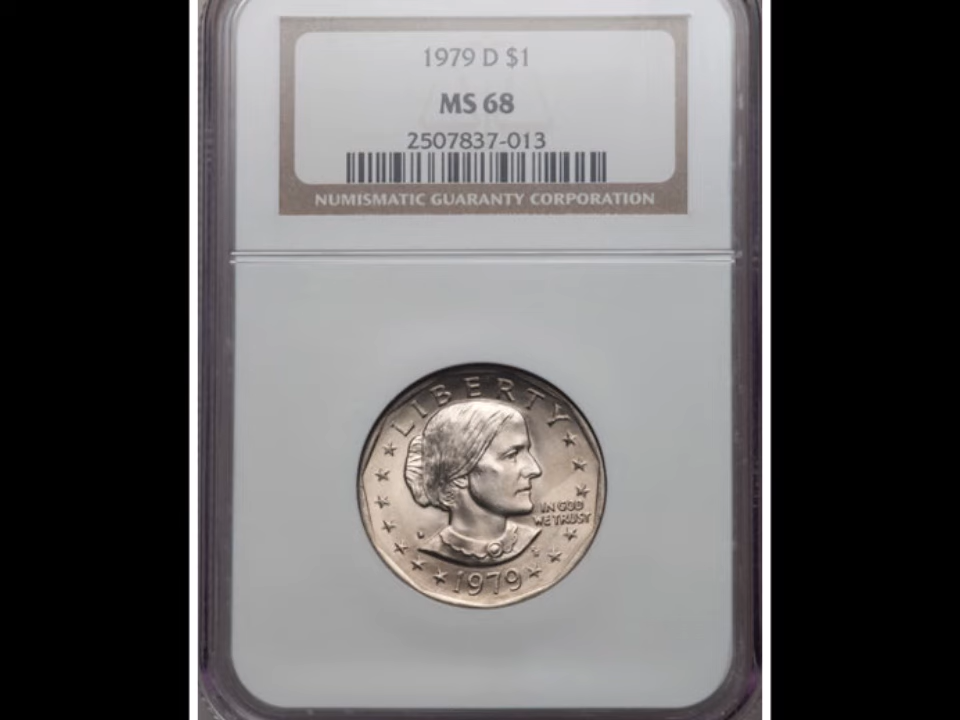 1979 D $1
MS 68
2507837-013
NUMISMATIC GUARANTY CORPORATION
LIBERTY
IN GOD
WE TRUST
1979